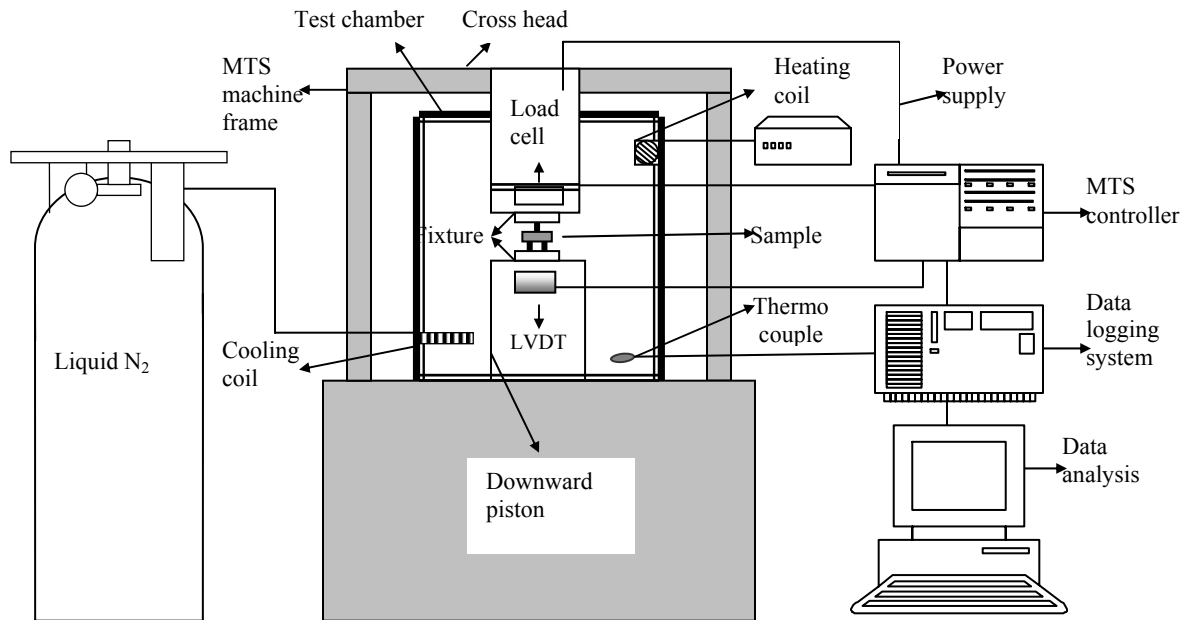 Test chamber
Cross head
MTS
machine
frame
Load
cell
Heating
coil
Power
supply
MTS
controller
Fixture
Sample
Thermo
couple
LVDT
Data
logging
system
Liquid N₂
Cooling
coil
Downward
piston
Data
analysis